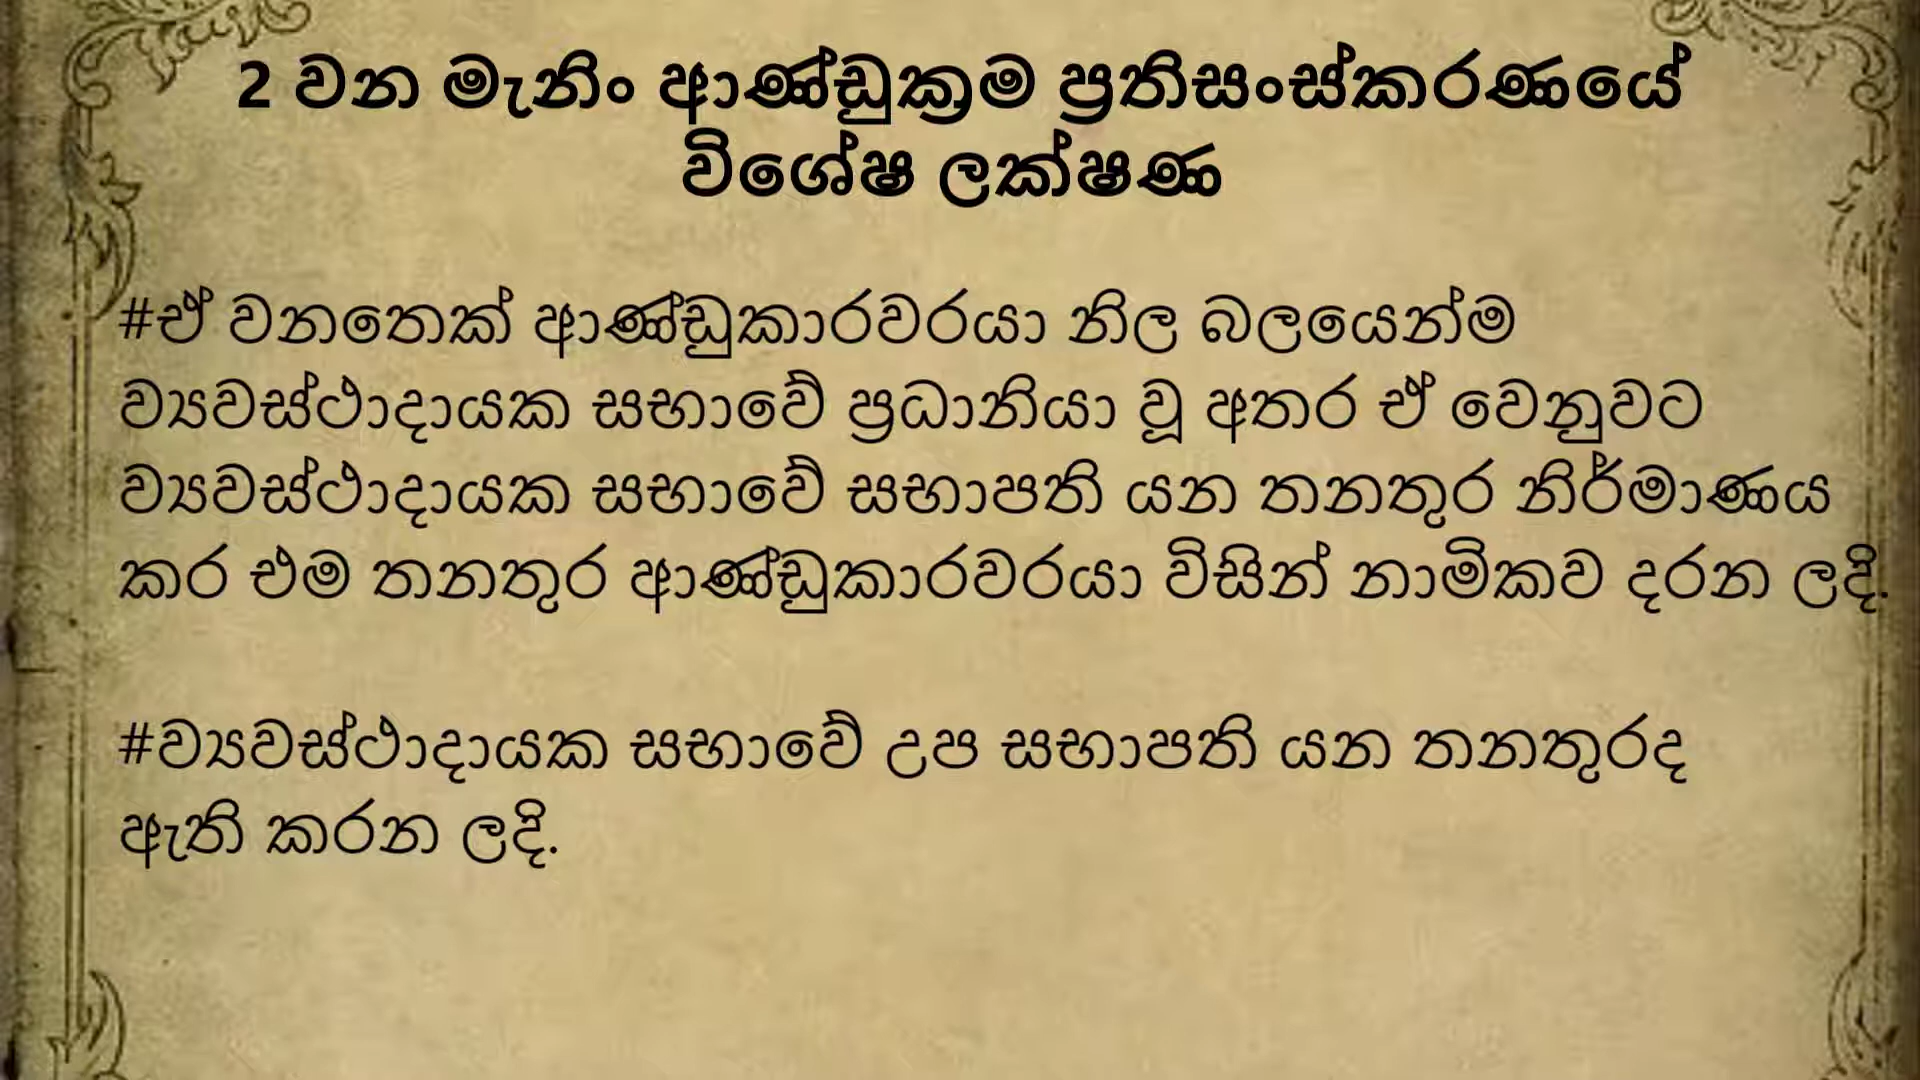 2 වන මැනිං ආණ්ඩුක්‍රම ප්‍රතිසංස්කරණයේ
විශේෂ ලක්ෂණ
#ඒ වනතෙක් ආණ්ඩුකාරවරයා නිල බලයෙන්ම
ව්‍යවස්ථාදායක සභාවේ ප්‍රධානියා වූ අතර ඒ වෙනුවට
ව්‍යවස්ථාදායක සභාවේ සභාපති යන තනතුර නිර්මාණය
කර එම තනතුර ආණ්ඩුකාරවරයා විසින් නාමිකව දරන ලදි.
#ව්‍යවස්ථාදායක සභාවේ උප සභාපති යන තනතුරද
ඇති කරන ලදි.